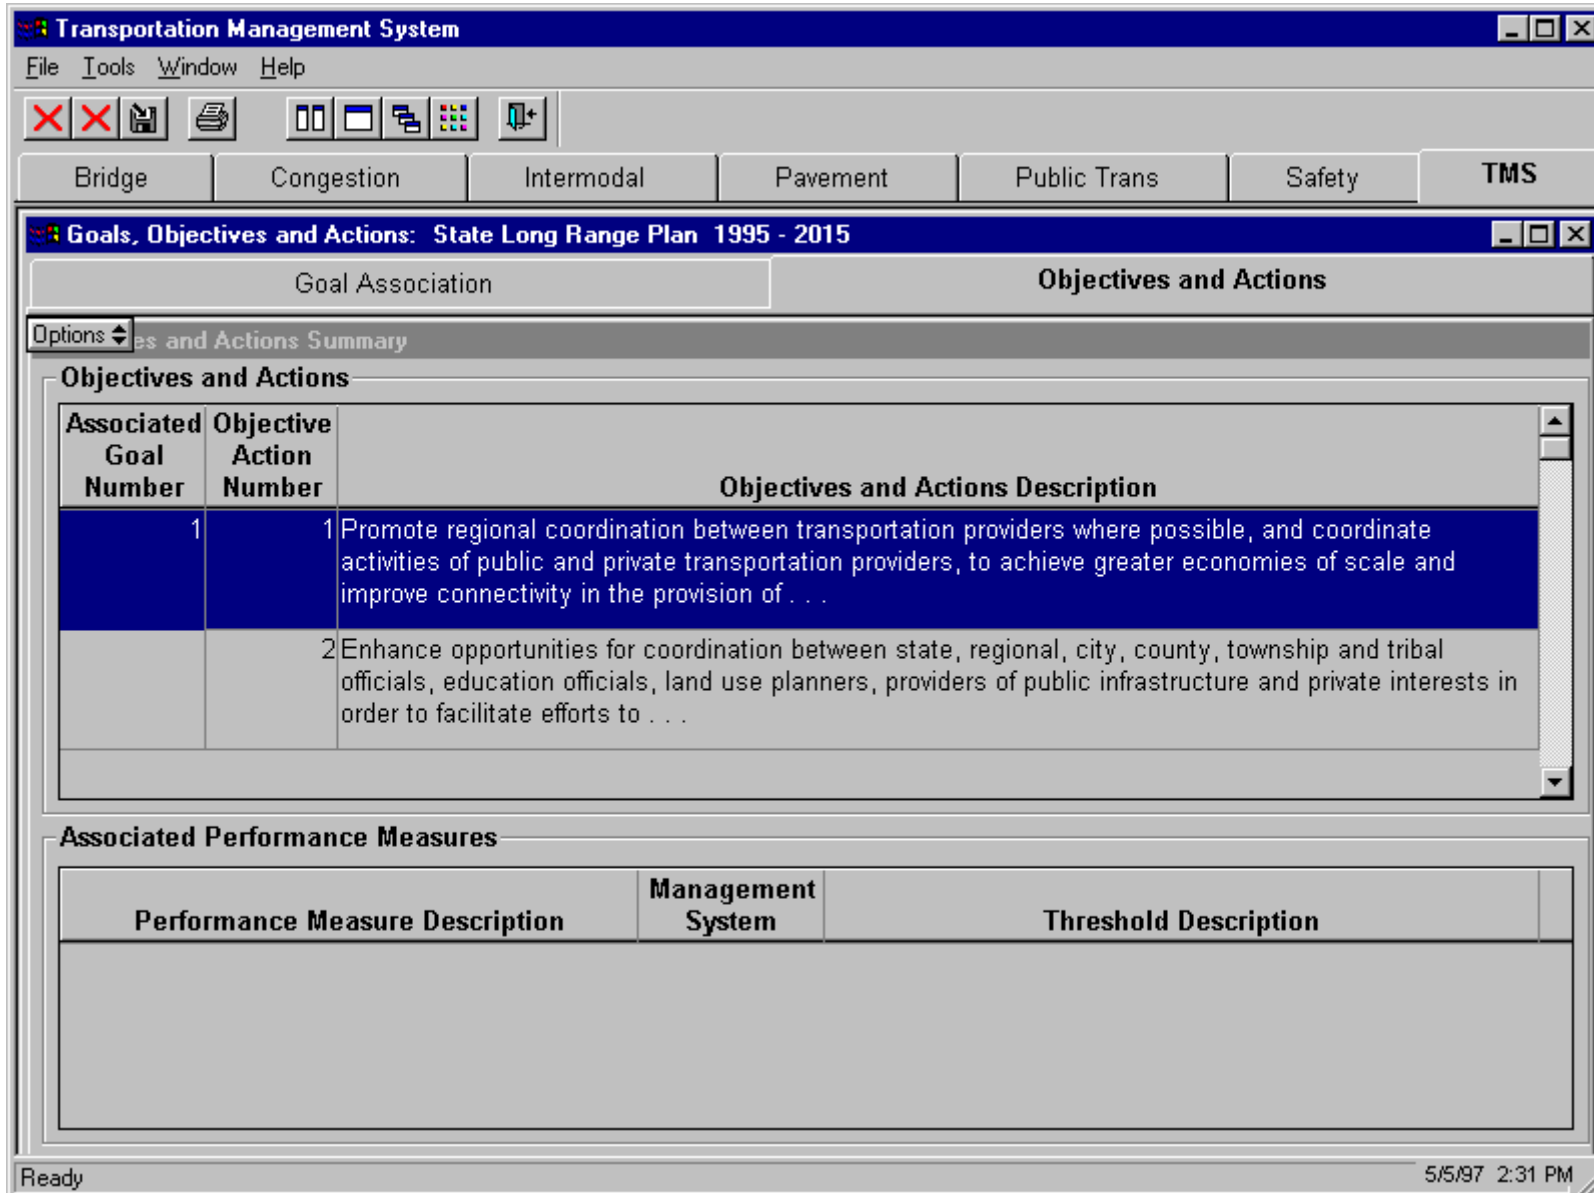 Transportation Management System
File Tools Window Help
Bridge Congestion Intermodal Pavement Public Trans Safety TMS
Goals, Objectives and Actions: State Long Range Plan 1995 - 2015
Goal Association Objectives and Actions
Options es and Actions Summary
Objectives and Actions
Associated Objective
Goal Action
Number Number Objectives and Actions Description
1 1 Promote regional coordination between transportation providers where possible, and coordinate
activities of public and private transportation providers, to achieve greater economies of scale and
improve connectivity in the provision of . . .
2 Enhance opportunities for coordination between state, regional, city, county, township and tribal
officials, education officials, land use planners, providers of public infrastructure and private interests in
order to facilitate efforts to . . .
Associated Performance Measures
Management
Performance Measure Description System Threshold Description
Ready 5/5/97 2:31 PM